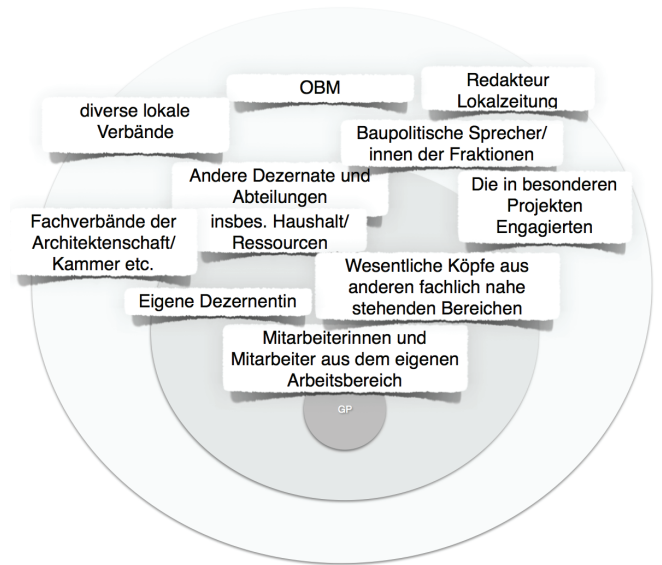 OBM
Redakteur
Lokalzeitung
diverse lokale
Verbände
Baupolitische Sprecher/
innen der Fraktionen
Andere Dezernate und
Abteilungen
Die in besonderen
Projekten
Engagierten
Fachverbände der
Architektenschaft/
Kammer etc.
insbes. Haushalt/
Ressourcen
Wesentliche Köpfe aus
anderen fachlich nahe
stehenden Bereichen
Eigene Dezernentin
Mitarbeiterinnen und
Mitarbeiter aus dem eigenen
Arbeitsbereich
GP